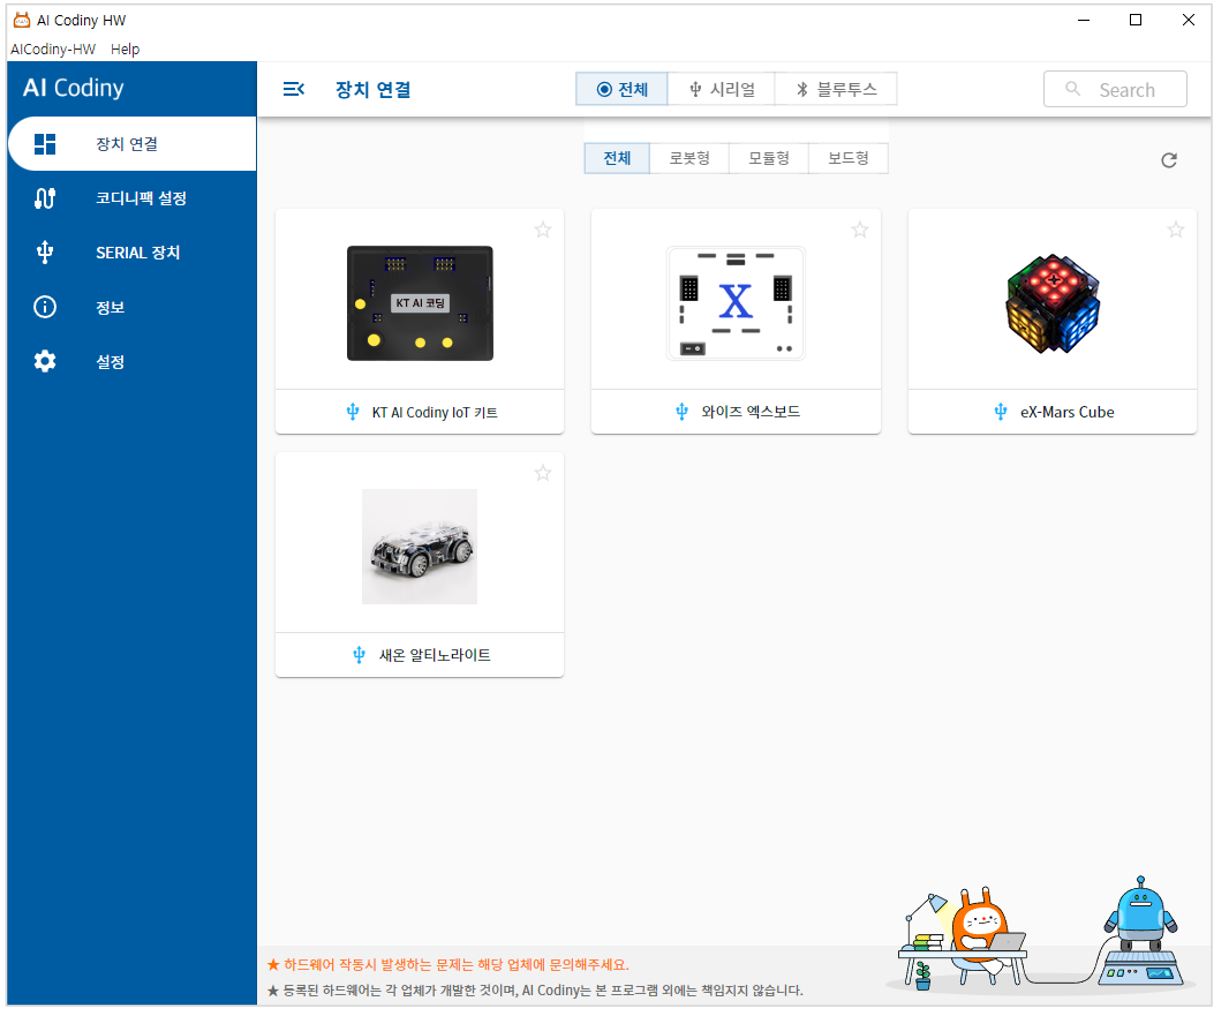 AI Codiny HW
AICodiny-HW Help
AI Codiny
장치 연결
전체 시리얼 블루투스
Search
장치 연결
코디니팩 설정
SERIAL 장치
정보
설정
전체 로봇형 모듈형 보드형
KT AI 코딩
X
KT AI Codiny IoT 키트
와이즈 엑스보드
eX-Mars Cube
새온 알티노라이트
★ 하드웨어 작동시 발생하는 문제는 해당 업체에 문의해주세요.
★ 등록된 하드웨어는 각 업체가 개발한 것이며, AI Codiny는 본 프로그램 외에는 책임지지 않습니다.